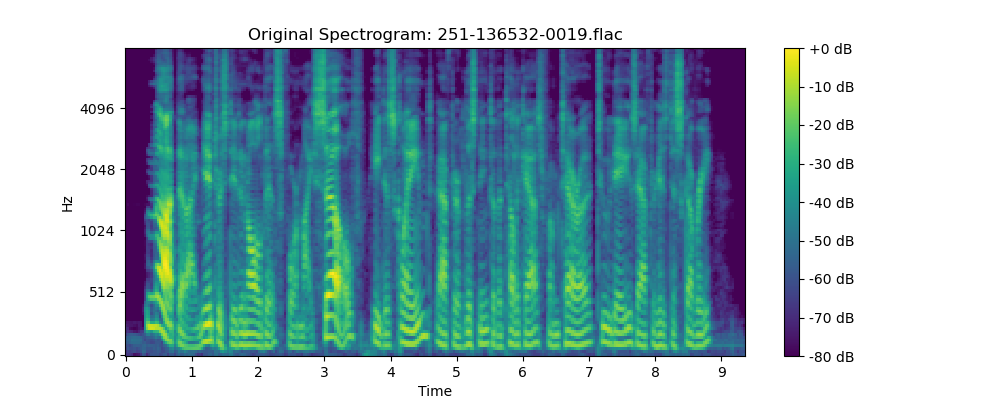 Original Spectrogram: 251-136532-0019.flac
Hz
4096
2048
1024
512
0
0 1 2 3 4 5 6 7 8 9
Time
+0 dB
-10 dB
-20 dB
-30 dB
-40 dB
-50 dB
-60 dB
-70 dB
-80 dB